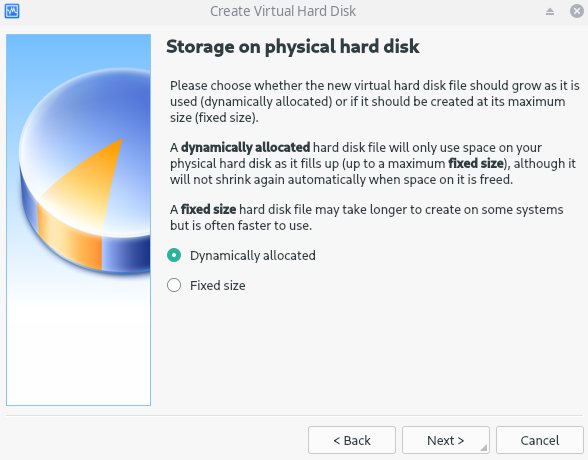 Create Virtual Hard Disk
Storage on physical hard disk
Please choose whether the new virtual hard disk file should grow as it is
used (dynamically allocated) or if it should be created at its maximum
size (fixed size).
A dynamically allocated hard disk file will only use space on your
physical hard disk as it fills up (up to a maximum fixed size), although it
will not shrink again automatically when space on it is freed.
A fixed size hard disk file may take longer to create on some systems
but is often faster to use.
Dynamically allocated
Fixed size
< Back
Next >
Cancel